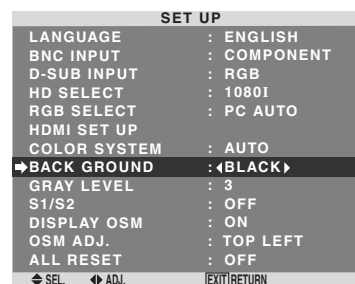 SET UP
LANGUAGE : ENGLISH
BNC INPUT : COMPONENT
D-SUB INPUT : RGB
HD SELECT : 1080I
RGB SELECT : PC AUTO
HDMI SET UP
COLOR SYSTEM : AUTO
BACK GROUND : BLACK
GRAY LEVEL : 3
S1/S2 : OFF
DISPLAY OSM : ON
OSM ADJ. : TOP LEFT
ALL RESET : OFF
SEL. ADJ. EXIT RETURN